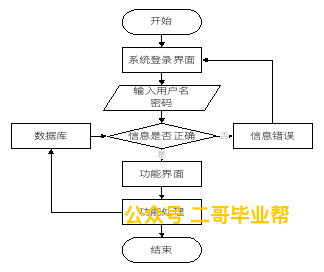 开始
系统登录界面
输入用户名
密码
数据库
信息是否正确
否
信息错误
是
功能界面
功能处理
公众号 二哥毕业帮
结束